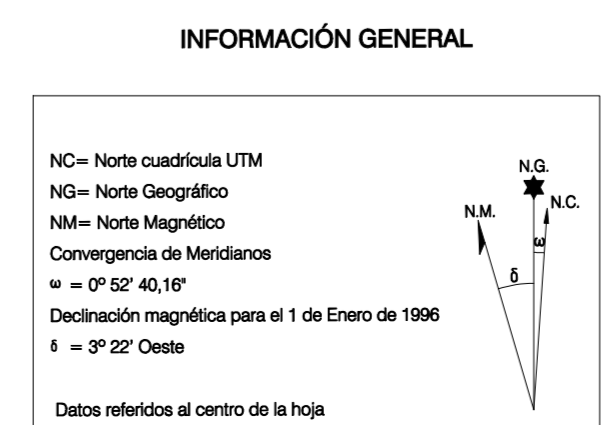 INFORMACIÓN GENERAL
NC= Norte cuadrícula UTM
NG= Norte Geográfico
NM= Norte Magnético
Convergencia de Meridianos
ω = 0º 52' 40,16"
Declinación magnética para el 1 de Enero de 1996
δ = 3º 22' Oeste
Datos referidos al centro de la hoja
N.G.
N.M.
N.C.
ω
δ